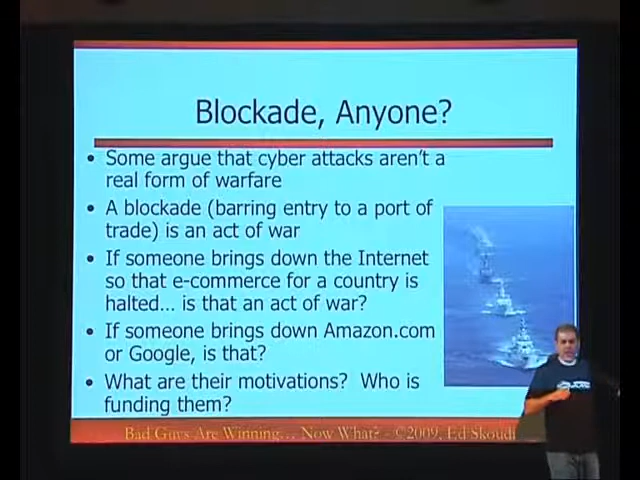 Blockade, Anyone?
• Some argue that cyber attacks aren't a
real form of warfare
• A blockade (barring entry to a port of
trade) is an act of war
• If someone brings down the Internet
so that e-commerce for a country is
halted... is that an act of war?
• If someone brings down Amazon.com
or Google, is that?
• What are their motivations? Who is
funding them?
Bad Guys Are Winning... Now What? - ©2009, Ed Skoudi